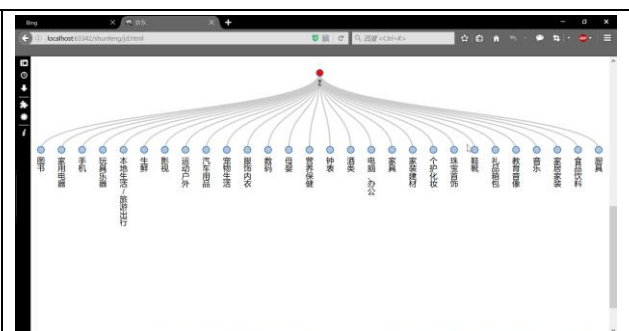 Bing
京东
localhost:63342/shunfeng/jd.html
百度 <Ctrl+K>
图书
家用电器
手机
玩具乐器
本地生活/旅游出行
生鲜
影视
运动户外
汽车用品
宠物生活
服饰内衣
数码
母婴
营养保健
钟表
酒类
电脑、办公
家具
家装建材
个护化妆
珠宝首饰
鞋靴
礼品箱包
教育音像
音乐
家居家装
食品饮料
厨具